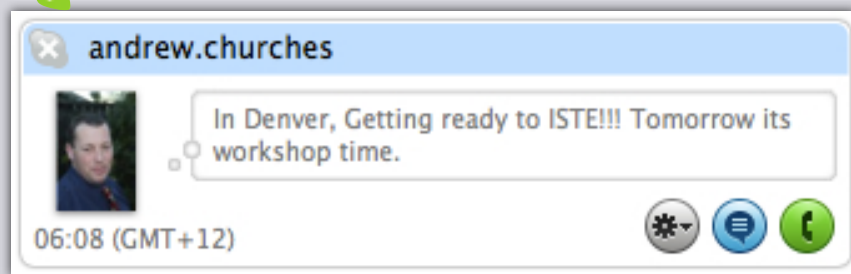 andrew.churches
In Denver, Getting ready to ISTE!!! Tomorrow its
workshop time.
06:08 (GMT+12)